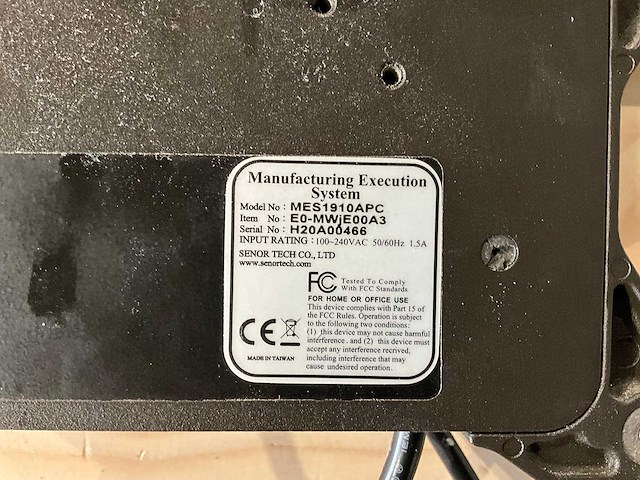 Manufacturing Execution
System
Model No : MES1910APC
Item No : E0-MWjE00A3
Serial No : H20A00466
INPUT RATING : 100~240VAC 50/60Hz 1.5A
SENOR TECH CO., LTD
www.senortech.com
FC Tested To Comply
With FCC Standards
FOR HOME OR OFFICE USE
This device complies with Part 15 of
the FCC Rules. Operation is subject
to the following two conditions:
(1) this device may not cause harmful
interference . and (2) this device must
accept any interference recrived,
including interference that may
cause undesired operation.
CE
MADE IN TAIWAN